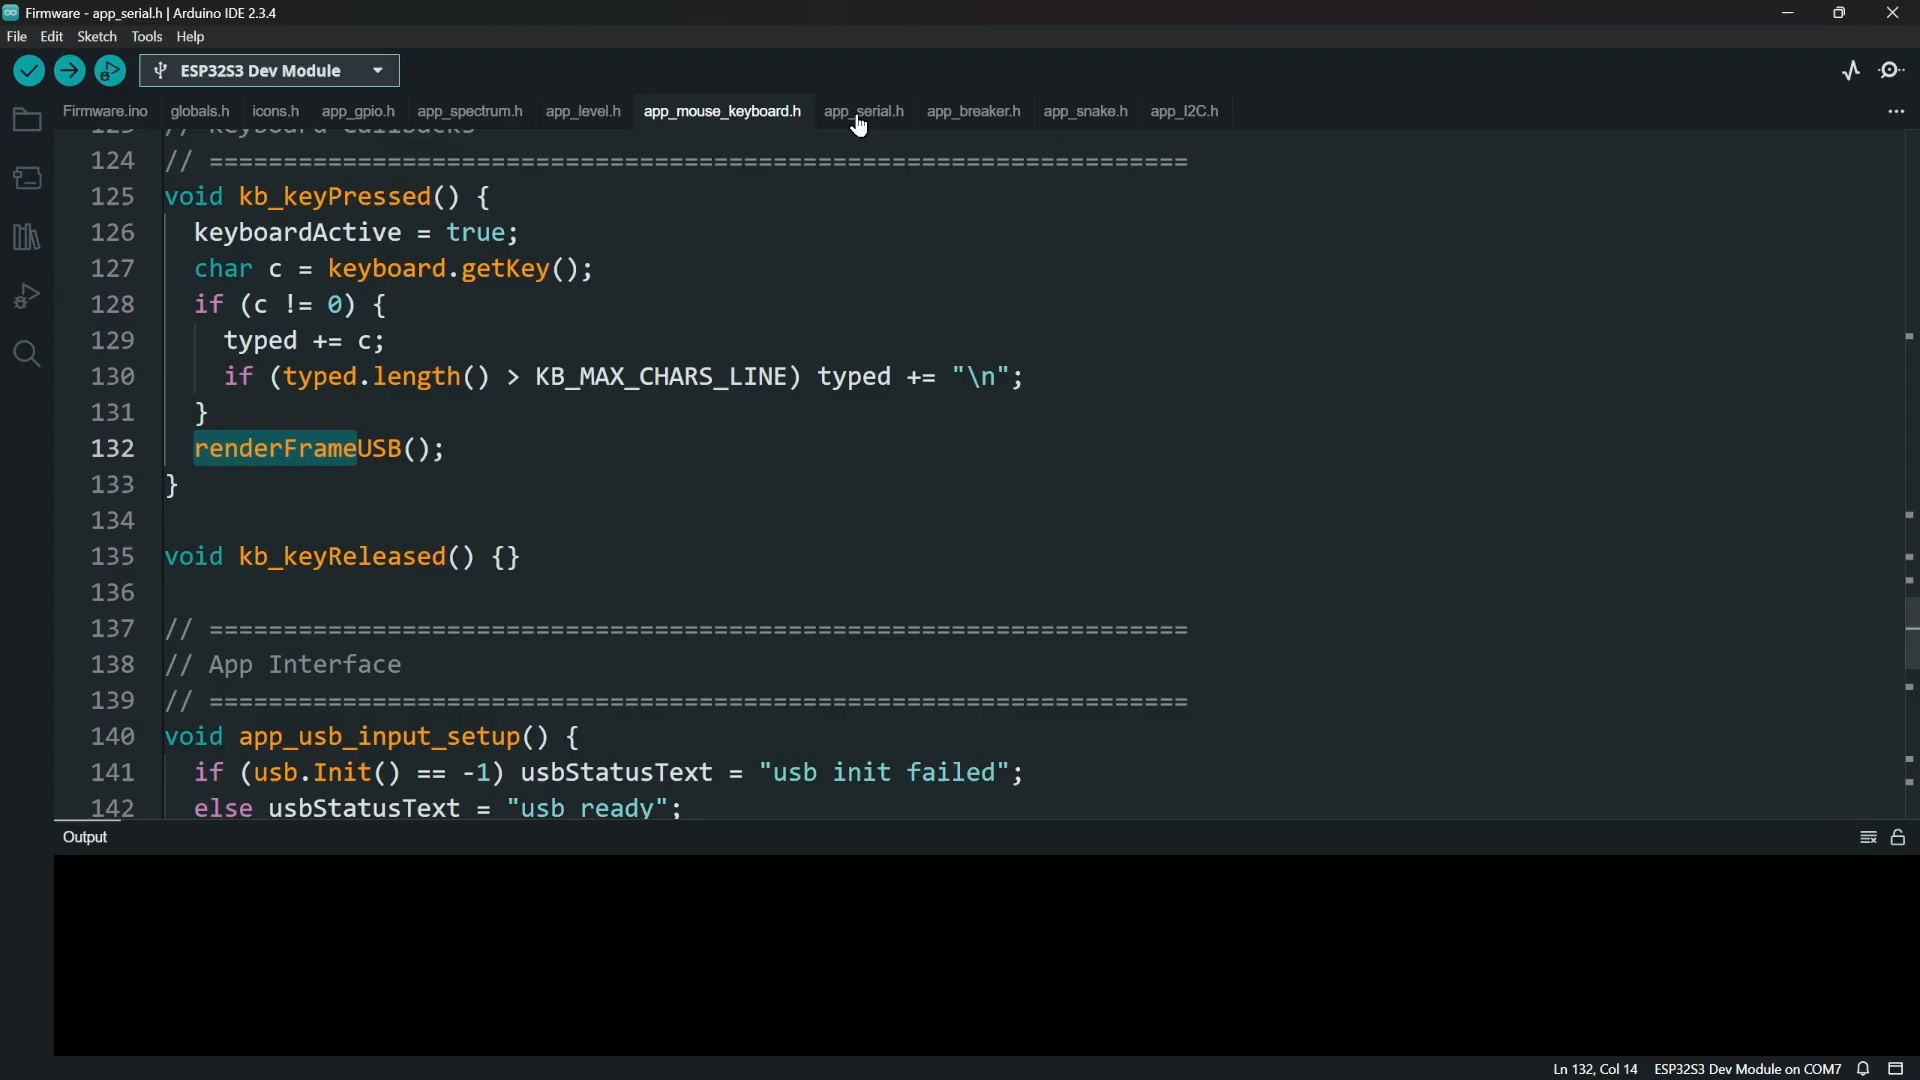 Firmware - app_serial.h | Arduino IDE 2.3.4
File Edit Sketch Tools Help
ESP32S3 Dev Module
Firmware.ino globals.h icons.h app_gpio.h app_spectrum.h app_level.h app_mouse_keyboard.h app_serial.h app_breaker.h app_snake.h app_I2C.h
123 // Keyboard Callbacks
124 // ==================================================================
125 void kb_keyPressed() {
126 keyboardActive = true;
127 char c = keyboard.getKey();
128 if (c != 0) {
129 typed += c;
130 if (typed.length() > KB_MAX_CHARS_LINE) typed += "\n";
131 }
132 renderFrameUSB();
133 }
134
135 void kb_keyReleased() {}
136
137 // ==================================================================
138 // App Interface
139 // ==================================================================
140 void app_usb_input_setup() {
141 if (usb.Init() == -1) usbStatusText = "usb init failed";
142 else usbStatusText = "usb ready";
Output
Ln 132, Col 14 ESP32S3 Dev Module on COM7